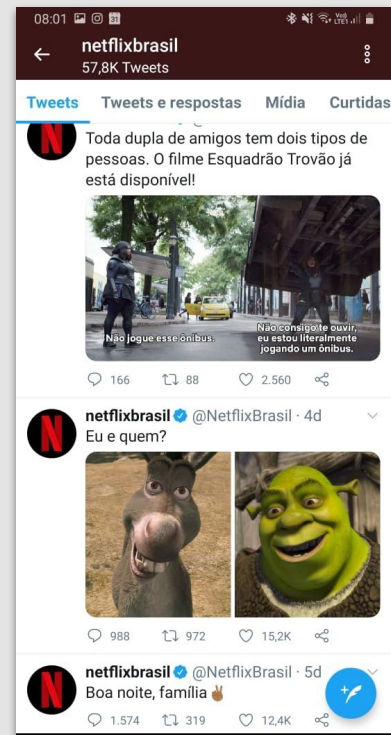 08:01
netflixbrasil
57,8K Tweets
Tweets Tweets e respostas Mídia Curtidas
Toda dupla de amigos tem dois tipos de
pessoas. O filme Esquadrão Trovão já
está disponível!
Não jogue esse ônibus.
Não consigo te ouvir,
eu estou literalmente
jogando um ônibus.
166 88 2.560
netflixbrasil @NetflixBrasil · 4d
Eu e quem?
988 972 15,2K
netflixbrasil @NetflixBrasil · 5d
Boa noite, família
1.574 319 12,4K